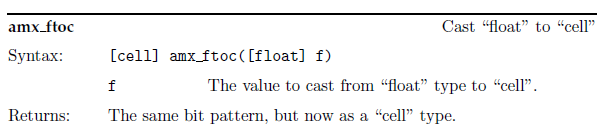 amx_ftoc Cast “float” to “cell”
Syntax: [cell] amx_ftoc([float] f)
f The value to cast from “float” type to “cell”.
Returns: The same bit pattern, but now as a “cell” type.